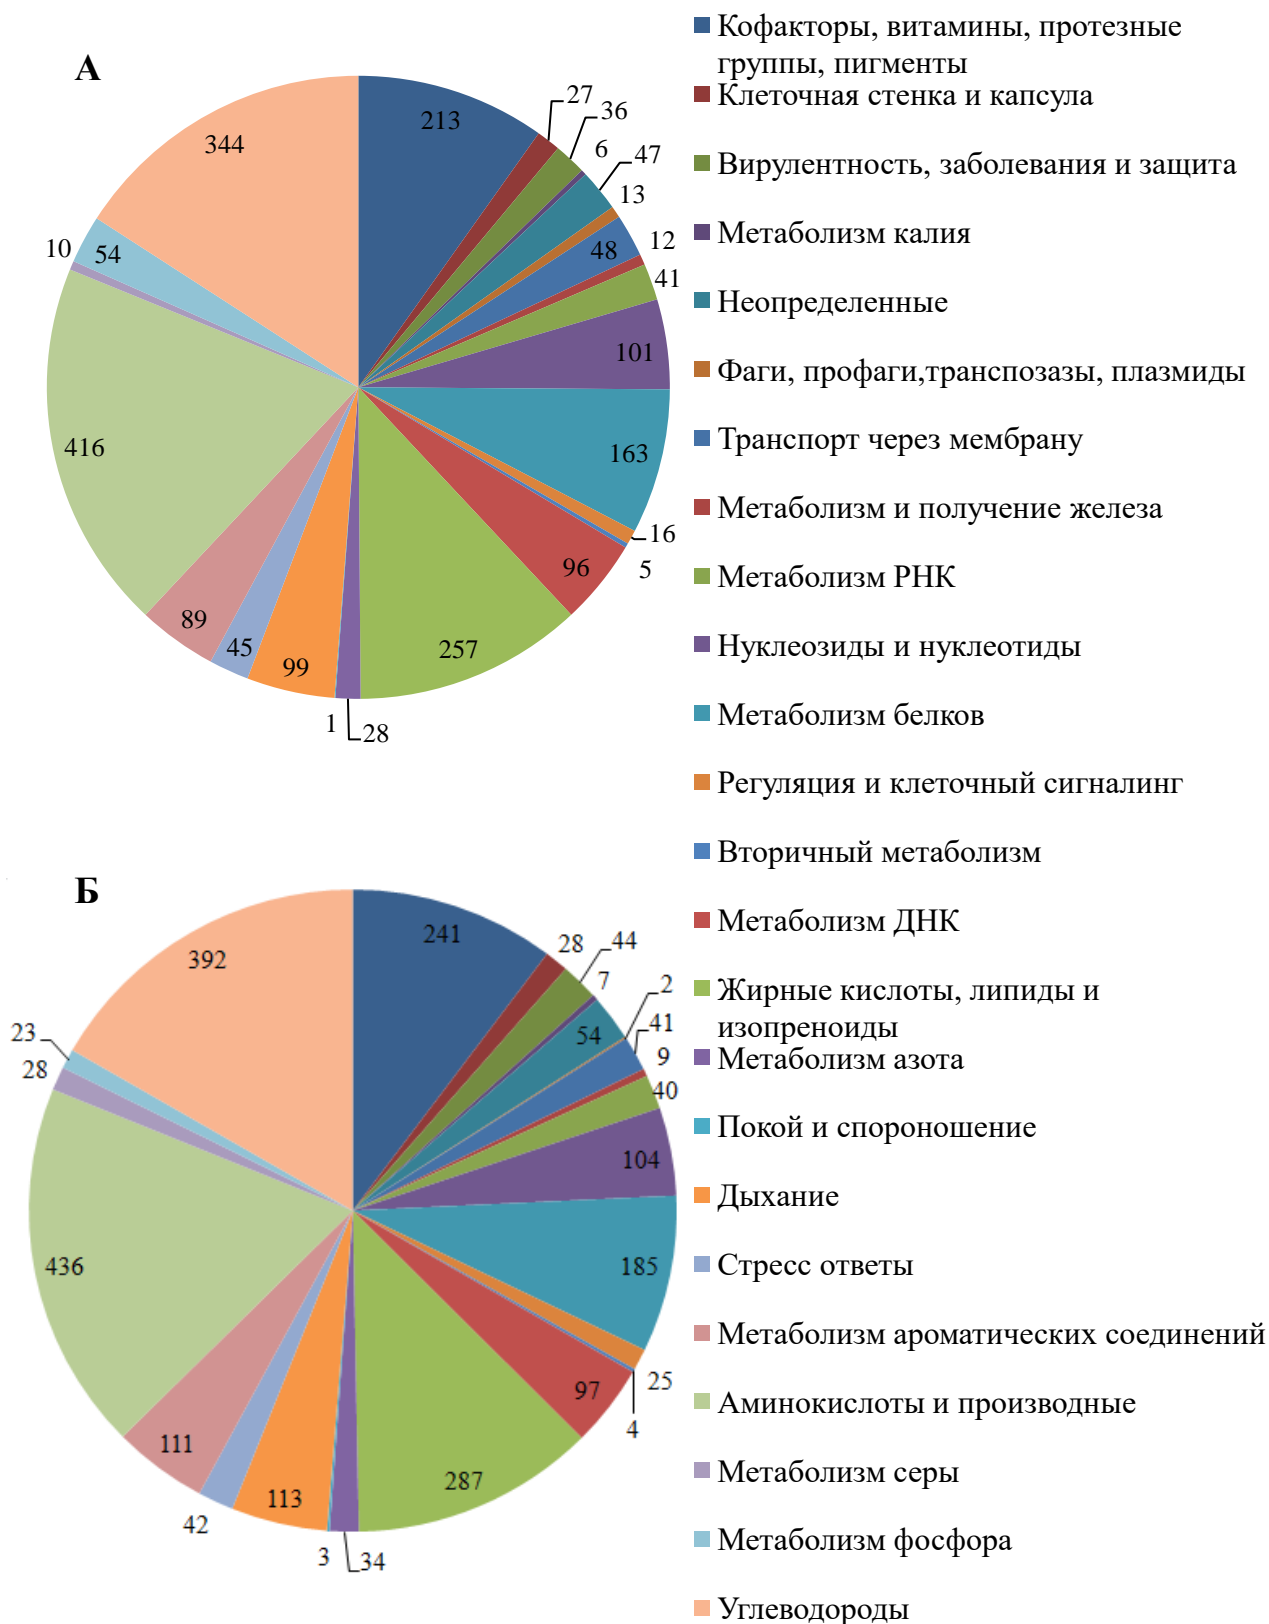 А
213
27
36
6
47
13
48
12
41
101
163
16
5
96
257
28
1
99
45
89
416
10
54
344
Б
241
28
44
7
54
2
41
9
40
104
185
25
4
97
287
34
3
113
42
111
436
28
23
392
Кофакторы, витамины, протезные
группы, пигменты
Клеточная стенка и капсула
Вирулентность, заболевания и защита
Метаболизм калия
Неопределенные
Фаги, профаги,транспозазы, плазмиды
Транспорт через мембрану
Метаболизм и получение железа
Метаболизм РНК
Нуклеозиды и нуклеотиды
Метаболизм белков
Регуляция и клеточный сигналинг
Вторичный метаболизм
Метаболизм ДНК
Жирные кислоты, липиды и
изопреноиды
Метаболизм азота
Покой и спороношение
Дыхание
Стресс ответы
Метаболизм ароматических соединений
Аминокислоты и производные
Метаболизм серы
Метаболизм фосфора
Углеводороды